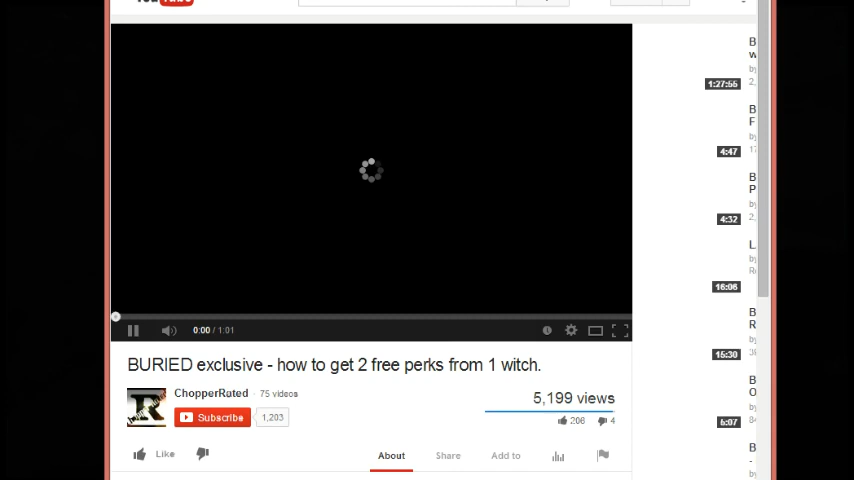 1:27:55
4:47
4:32
16:06
15:30
5:07
0:00 / 1:01
BURIED exclusive - how to get 2 free perks from 1 witch.
ChopperRated · 75 videos
Subscribe 1,203
5,199 views
206 4
Like
About Share Add to